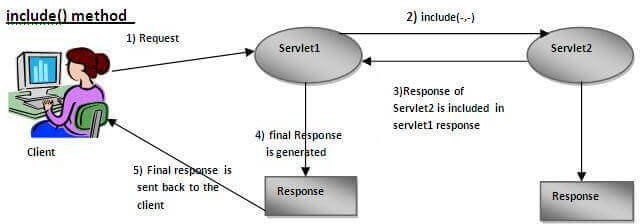 include() method
1) Request
2) include(-,-)
Servlet1
Servlet2
3)Response of
Servlet2 is included in
servlet1 response
4) final Response
is generated
Client
5) Final response is
sent back to the
client
Response
Response